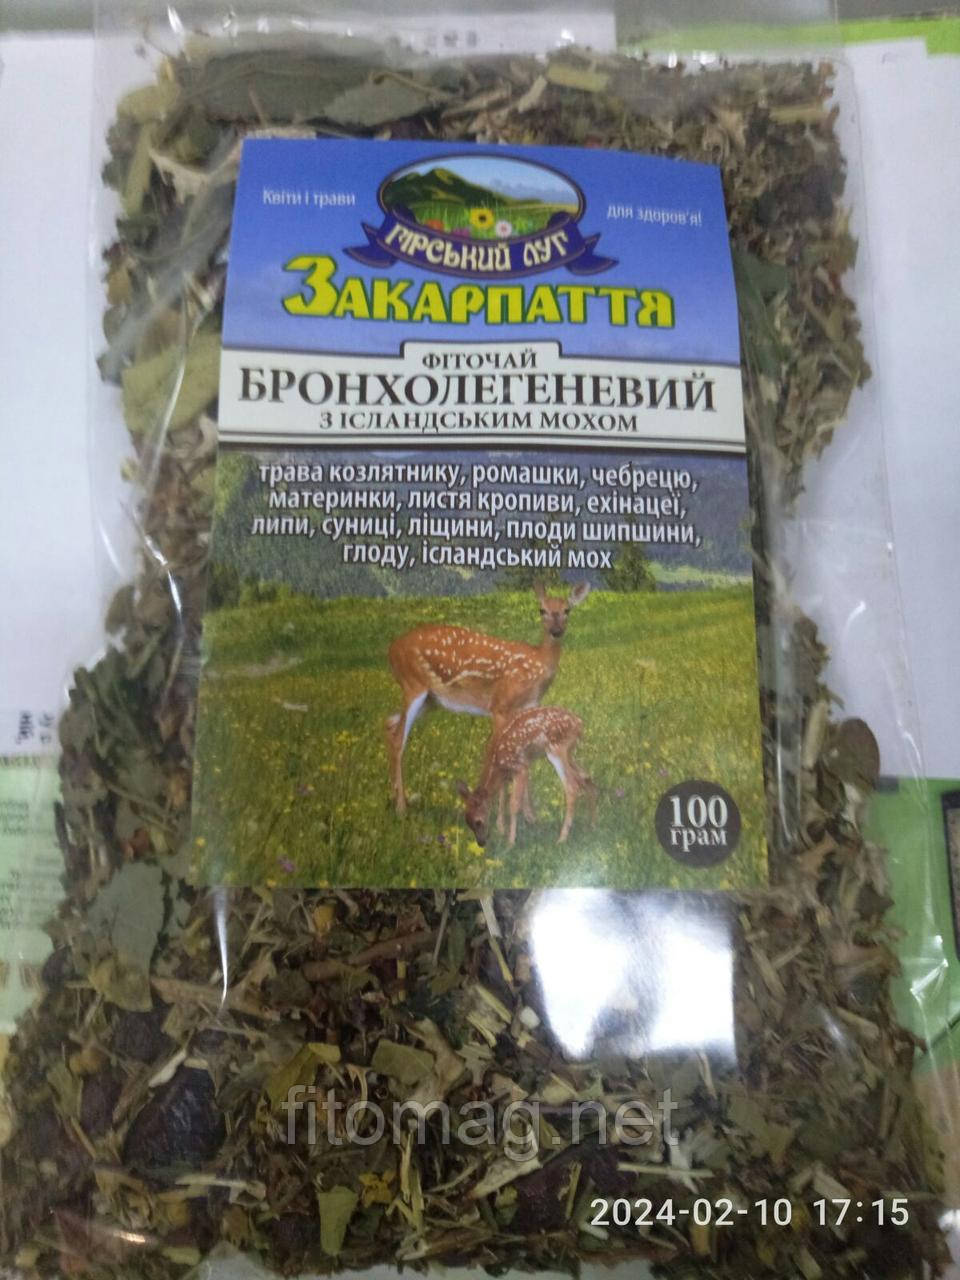 Квіти і трави
для здоров'я!
ГІРСЬКИЙ ЛУГ
ЗАКАРПАТТЯ
ФІТОЧАЙ
БРОНХОЛЕГЕНЕВИЙ
З ІСЛАНДСЬКИМ МОХОМ
трава козлятнику, ромашки, чебрецю,
материнки, листя кропиви, ехінацеї,
липи, суниці, ліщини, плоди шипшини,
глоду, ісландський мох
100
грам
fitomag.net
2024-02-10 17:15